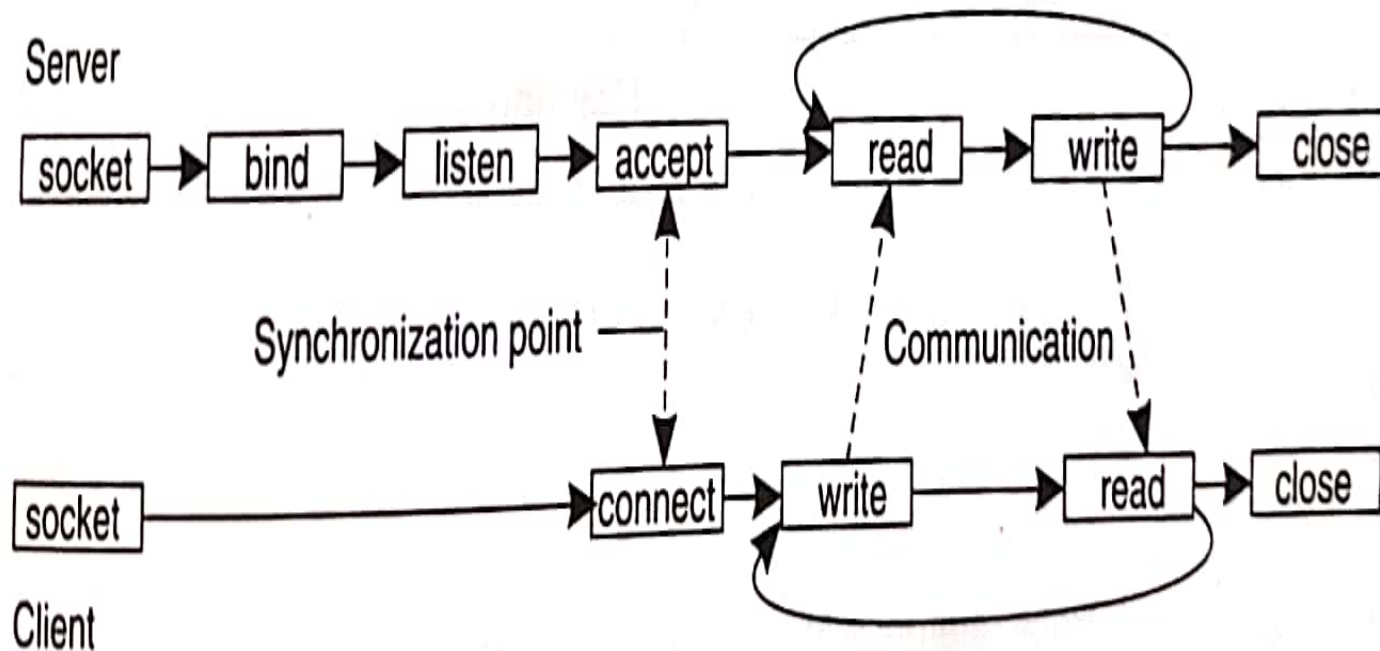 Server
socket bind listen accept read write close
Synchronization point Communication
socket connect write read close
Client